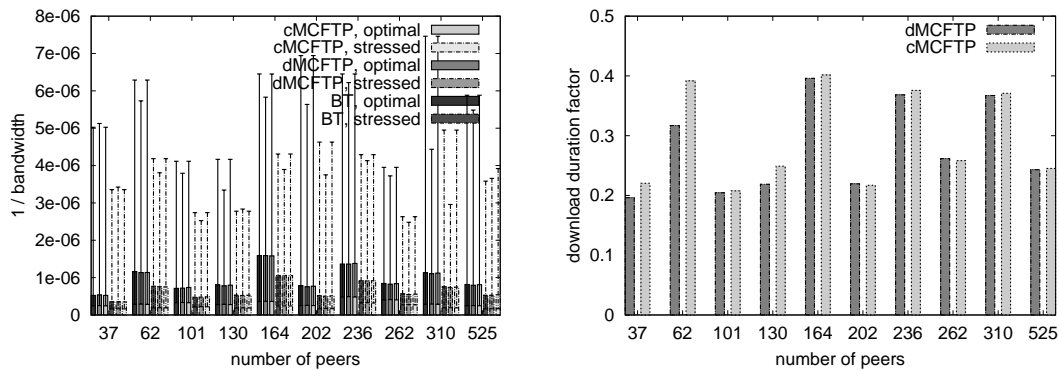 8e-06
7e-06
6e-06
5e-06
4e-06
3e-06
2e-06
1e-06
0
1 / bandwidth
cMCFTP, optimal
cMCFTP, stressed
dMCFTP, optimal
dMCFTP, stressed
BT, optimal
BT, stressed
37 62 101 130 164 202 236 262 310 525
number of peers
0.5
0.4
0.3
0.2
0.1
0
download duration factor
dMCFTP
cMCFTP
37 62 101 130 164 202 236 262 310 525
number of peers